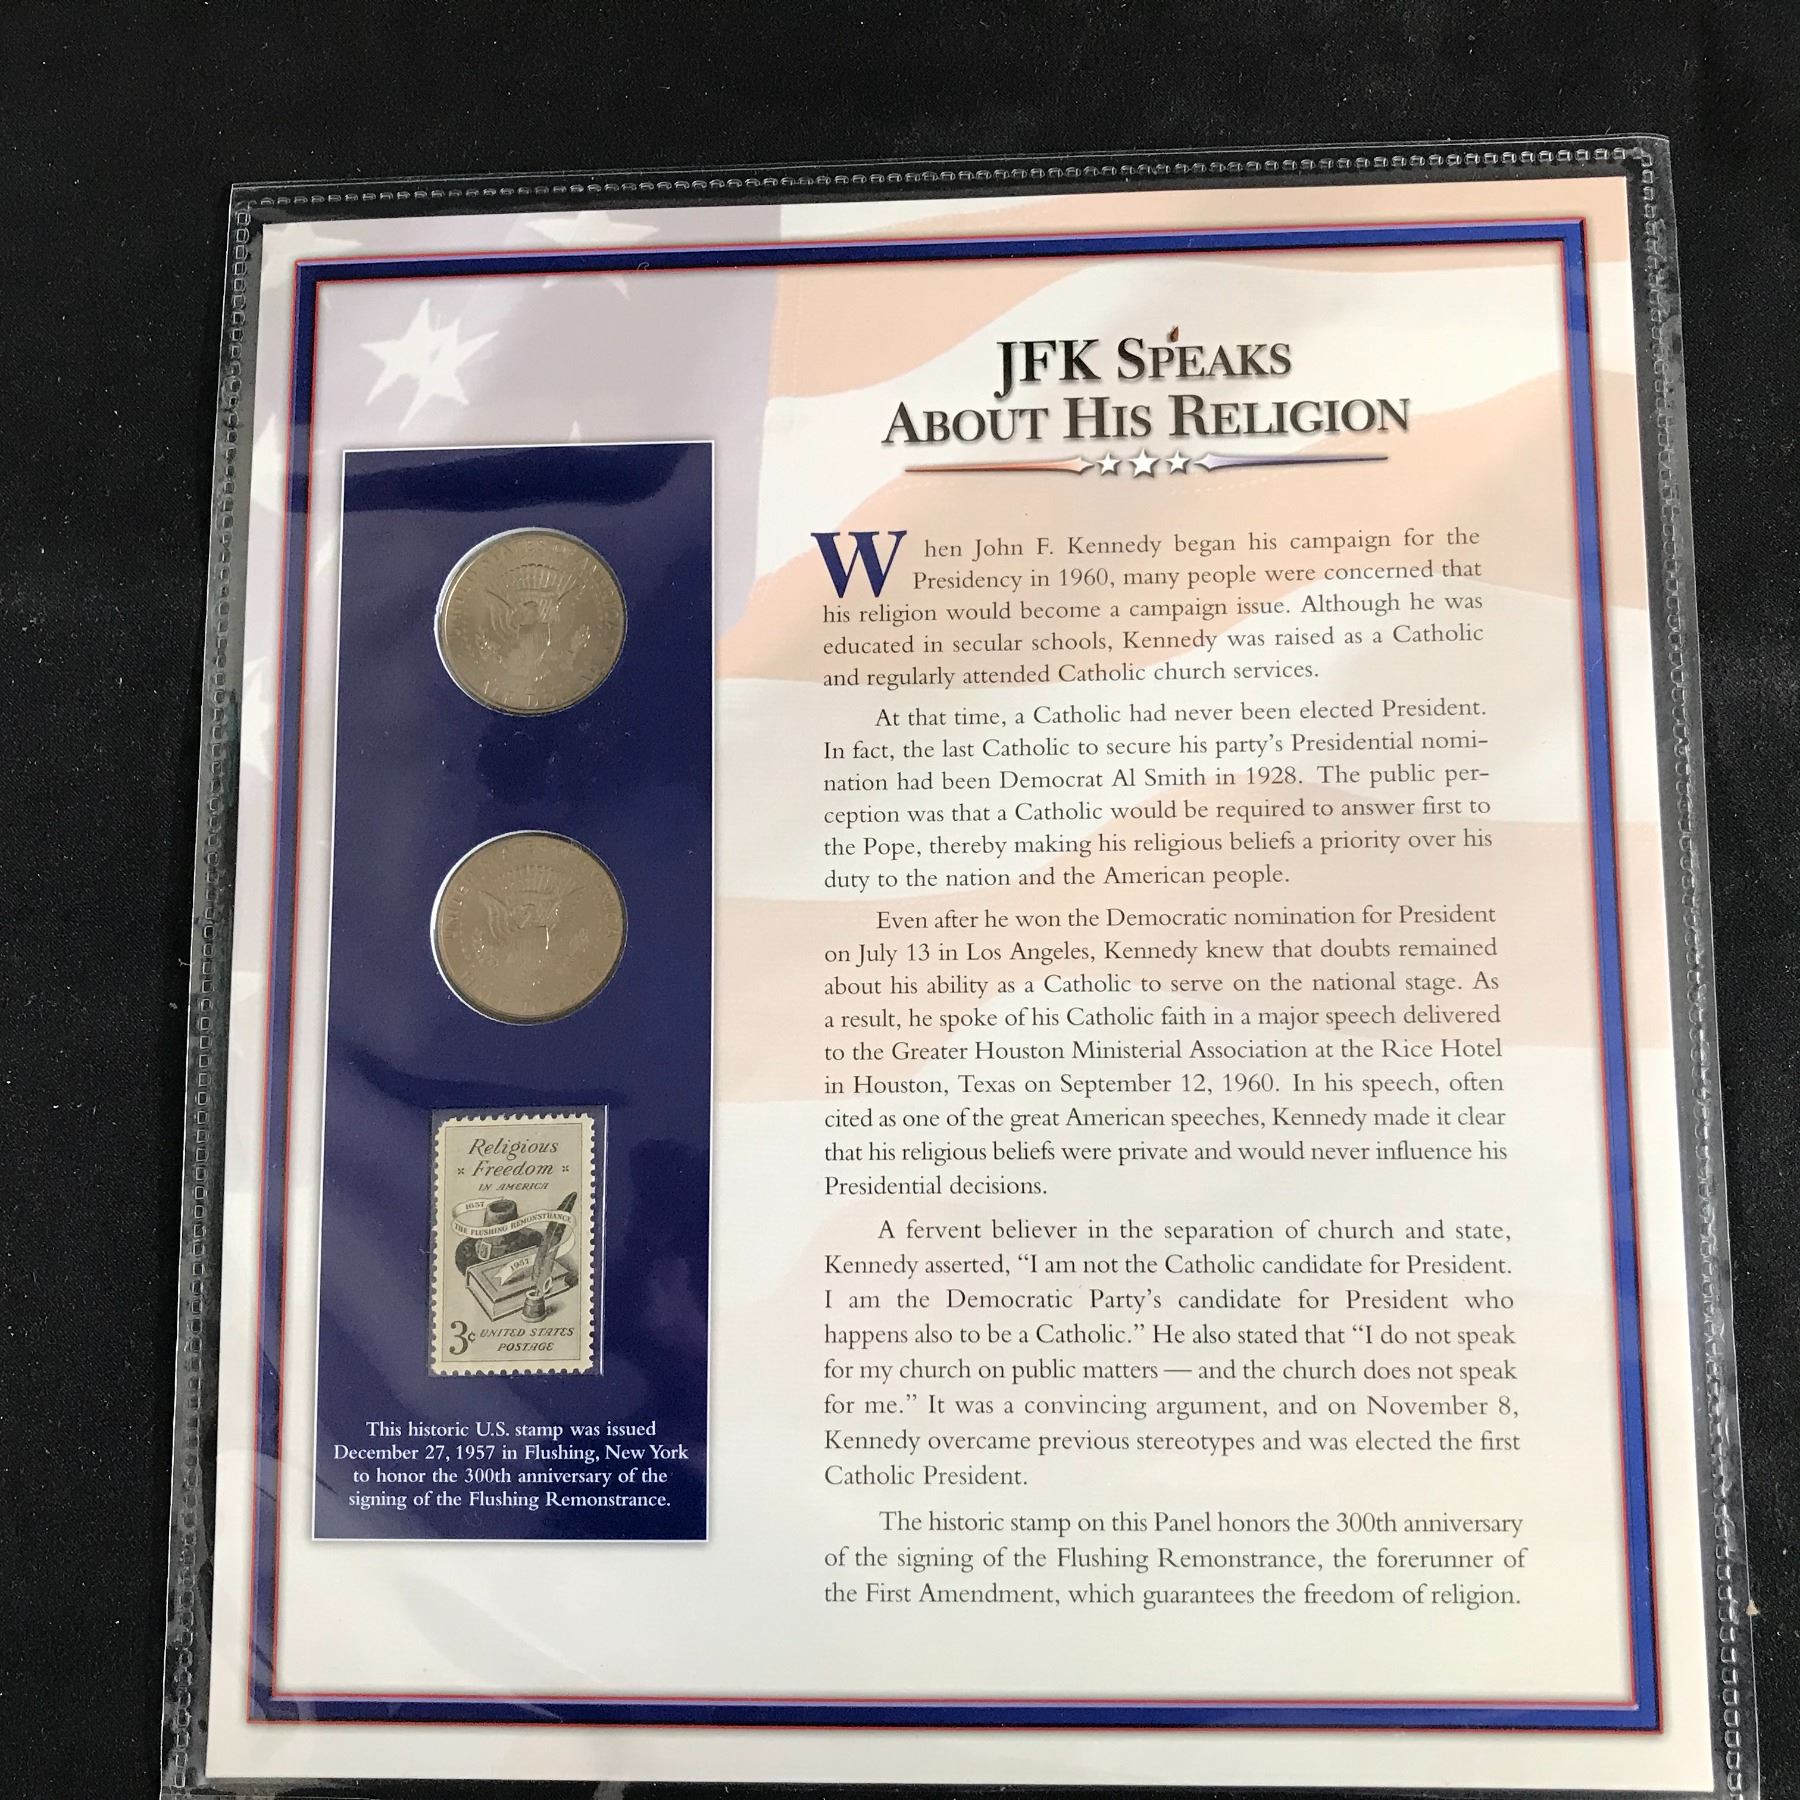 JFK SPEAKS
ABOUT HIS RELIGION
When John F. Kennedy began his campaign for the
Presidency in 1960, many people were concerned that
his religion would become a campaign issue. Although he was
educated in secular schools, Kennedy was raised as a Catholic
and regularly attended Catholic church services.
At that time, a Catholic had never been elected President.
In fact, the last Catholic to secure his party's Presidential nomi-
nation had been Democrat Al Smith in 1928. The public per-
ception was that a Catholic would be required to answer first to
the Pope, thereby making his religious beliefs a priority over his
duty to the nation and the American people.
Even after he won the Democratic nomination for President
on July 13 in Los Angeles, Kennedy knew that doubts remained
about his ability as a Catholic to serve on the national stage. As
a result, he spoke of his Catholic faith in a major speech delivered
to the Greater Houston Ministerial Association at the Rice Hotel
in Houston, Texas on September 12, 1960. In his speech, often
cited as one of the great American speeches, Kennedy made it clear
that his religious beliefs were private and would never influence his
Presidential decisions.
A fervent believer in the separation of church and state,
Kennedy asserted, “I am not the Catholic candidate for President.
I am the Democratic Party's candidate for President who
happens also to be a Catholic.” He also stated that “I do not speak
for my church on public matters — and the church does not speak
for me.” It was a convincing argument, and on November 8,
Kennedy overcame previous stereotypes and was elected the first
Catholic President.
The historic stamp on this Panel honors the 300th anniversary
of the signing of the Flushing Remonstrance, the forerunner of
the First Amendment, which guarantees the freedom of religion.
Religious
Freedom
IN AMERICA
1657
THE FLUSHING REMONSTRANCE
1957
3¢ UNITED STATES
POSTAGE
This historic U.S. stamp was issued
December 27, 1957 in Flushing, New York
to honor the 300th anniversary of the
signing of the Flushing Remonstrance.